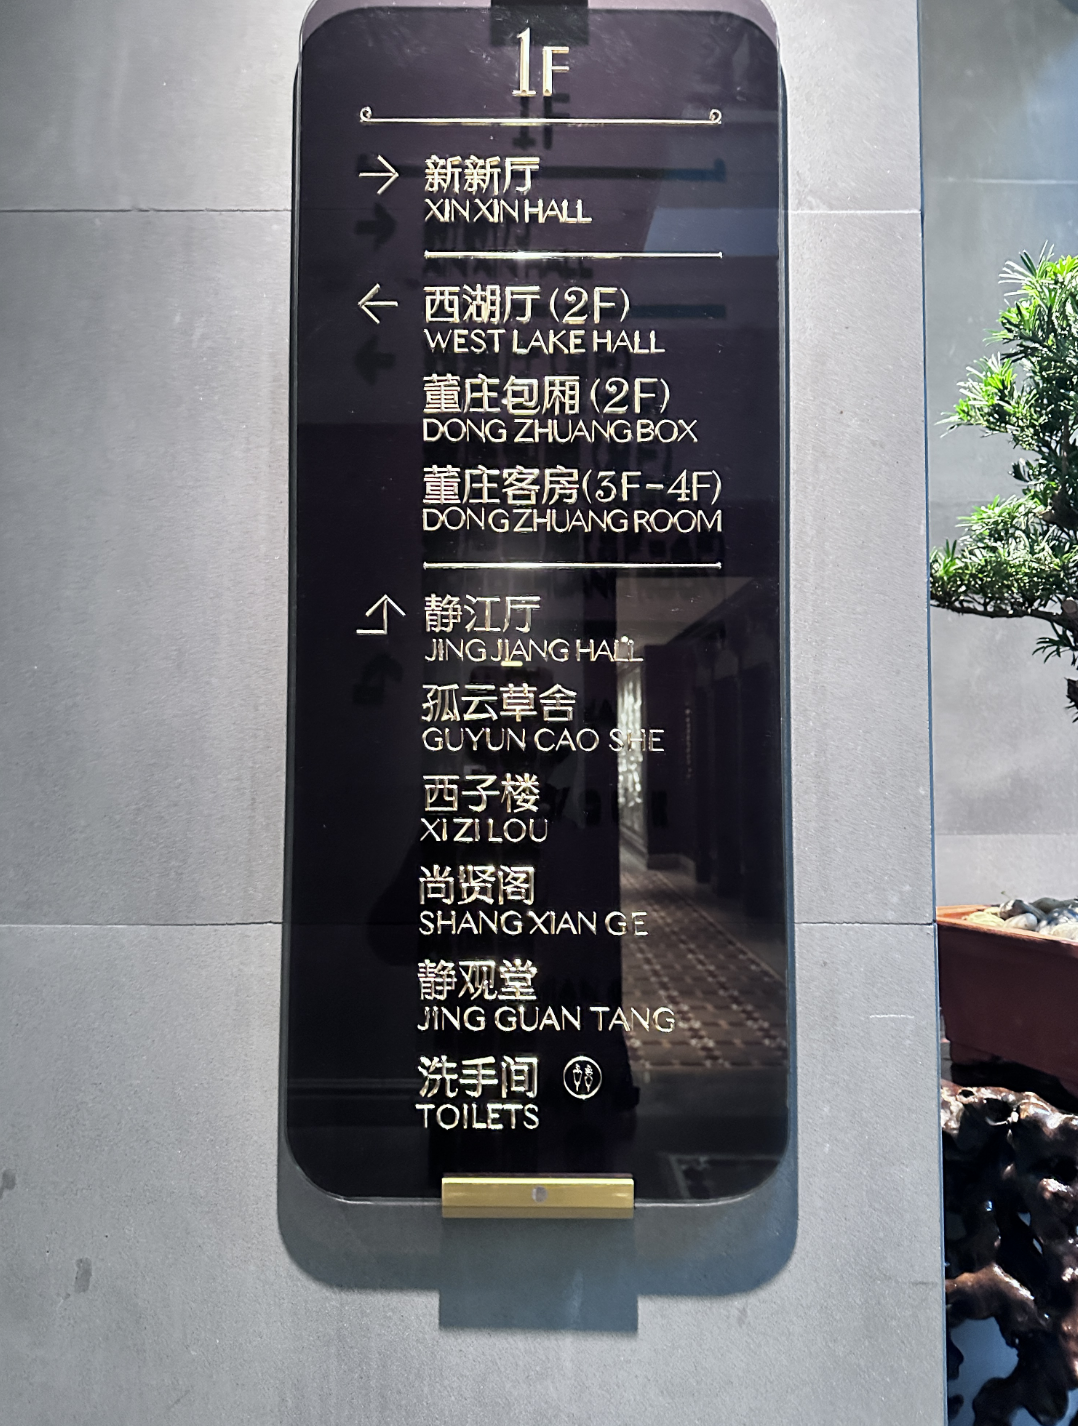 1F
新新厅
XIN XIN HALL
西湖厅 (2F)
WEST LAKE HALL
董庄包厢 (2F)
DONG ZHUANG BOX
董庄客房(3F-4F)
DONG ZHUANG ROOM
静江厅
JING JIANG HALL
孤云草舍
GUYUN CAO SHE
西子楼
XI ZI LOU
尚贤阁
SHANG XIAN GE
静观堂
JING GUAN TANG
洗手间
TOILETS